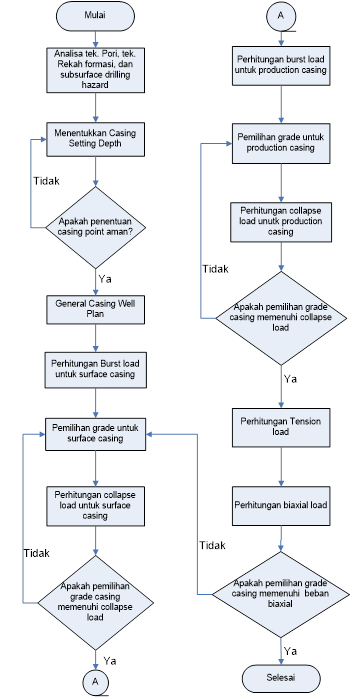 Mulai
Analisa tek. Pori, tek.
Rekah formasi, dan
subsurface drilling
hazard
Menentukkan Casing
Setting Depth
Tidak
Apakah penentuan
casing point aman?
Ya
General Casing Well
Plan
Perhitungan Burst load
untuk surface casing
Pemilihan grade untuk
surface casing
Perhitungan collapse
load untuk surface
casing
Tidak
Apakah pemilihan
grade casing
memenuhi collapse
load
Ya
A
A
Perhitungan burst load
untuk production casing
Pemilihan grade untuk
production casing
Perhitungan collapse
load unutk production
casing
Tidak
Apakah pemilihan grade
casing memenuhi collapse
load
Ya
Perhitungan Tension
load
Perhitungan biaxial load
Tidak
Apakah pemilihan grade
casing memenuhi beban
biaxial
Ya
Selesai